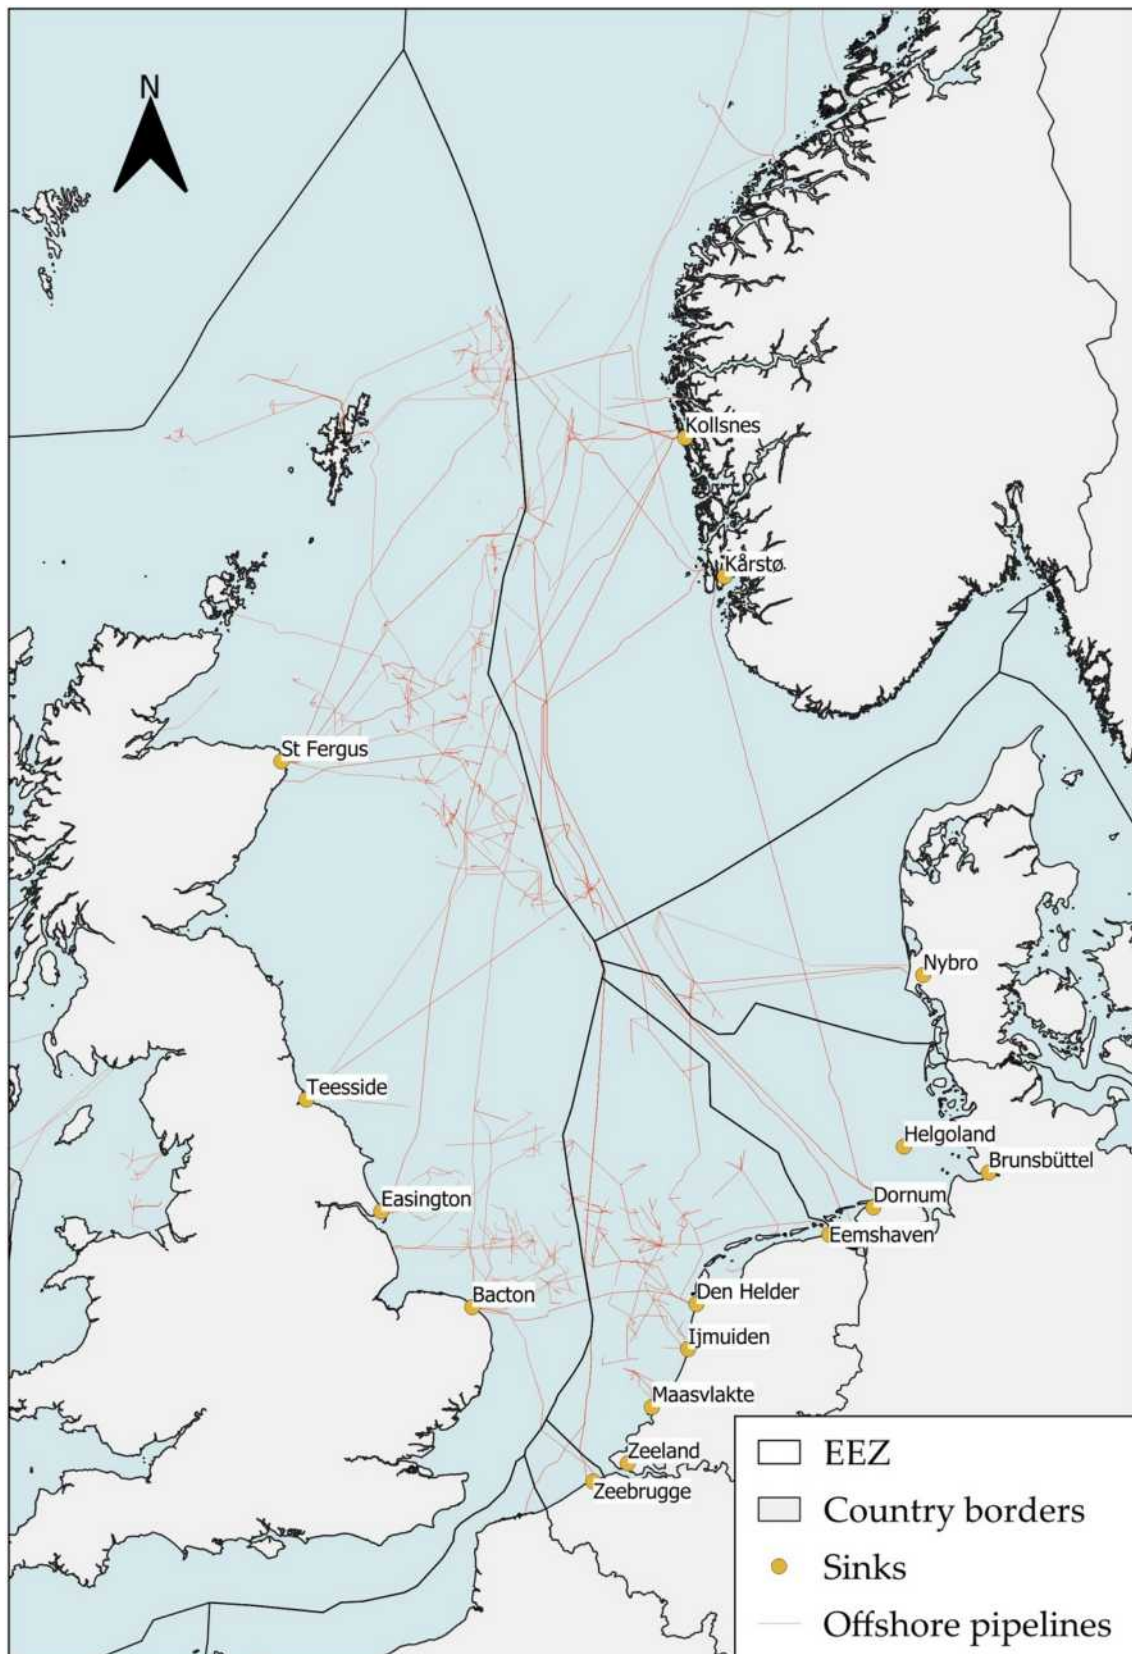 N
Kollsnes
Kårstø
St Fergus
Nybro
Teesside
Helgoland
Brunsbüttel
Easington
Dornum
Eemshaven
Bacton
Den Helder
Ijmuiden
Maasvlakte
Zeeland
Zeebrugge
EEZ
Country borders
Sinks
Offshore pipelines